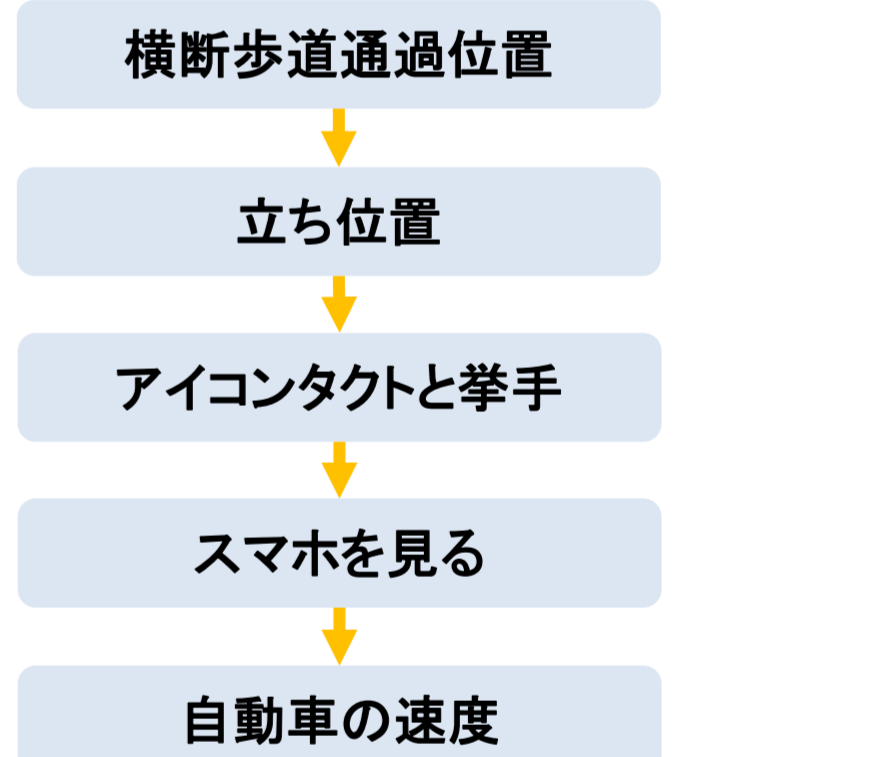 横断歩道通過位置
立ち位置
アイコンタクトと挙手
スマホを見る
自動車の速度